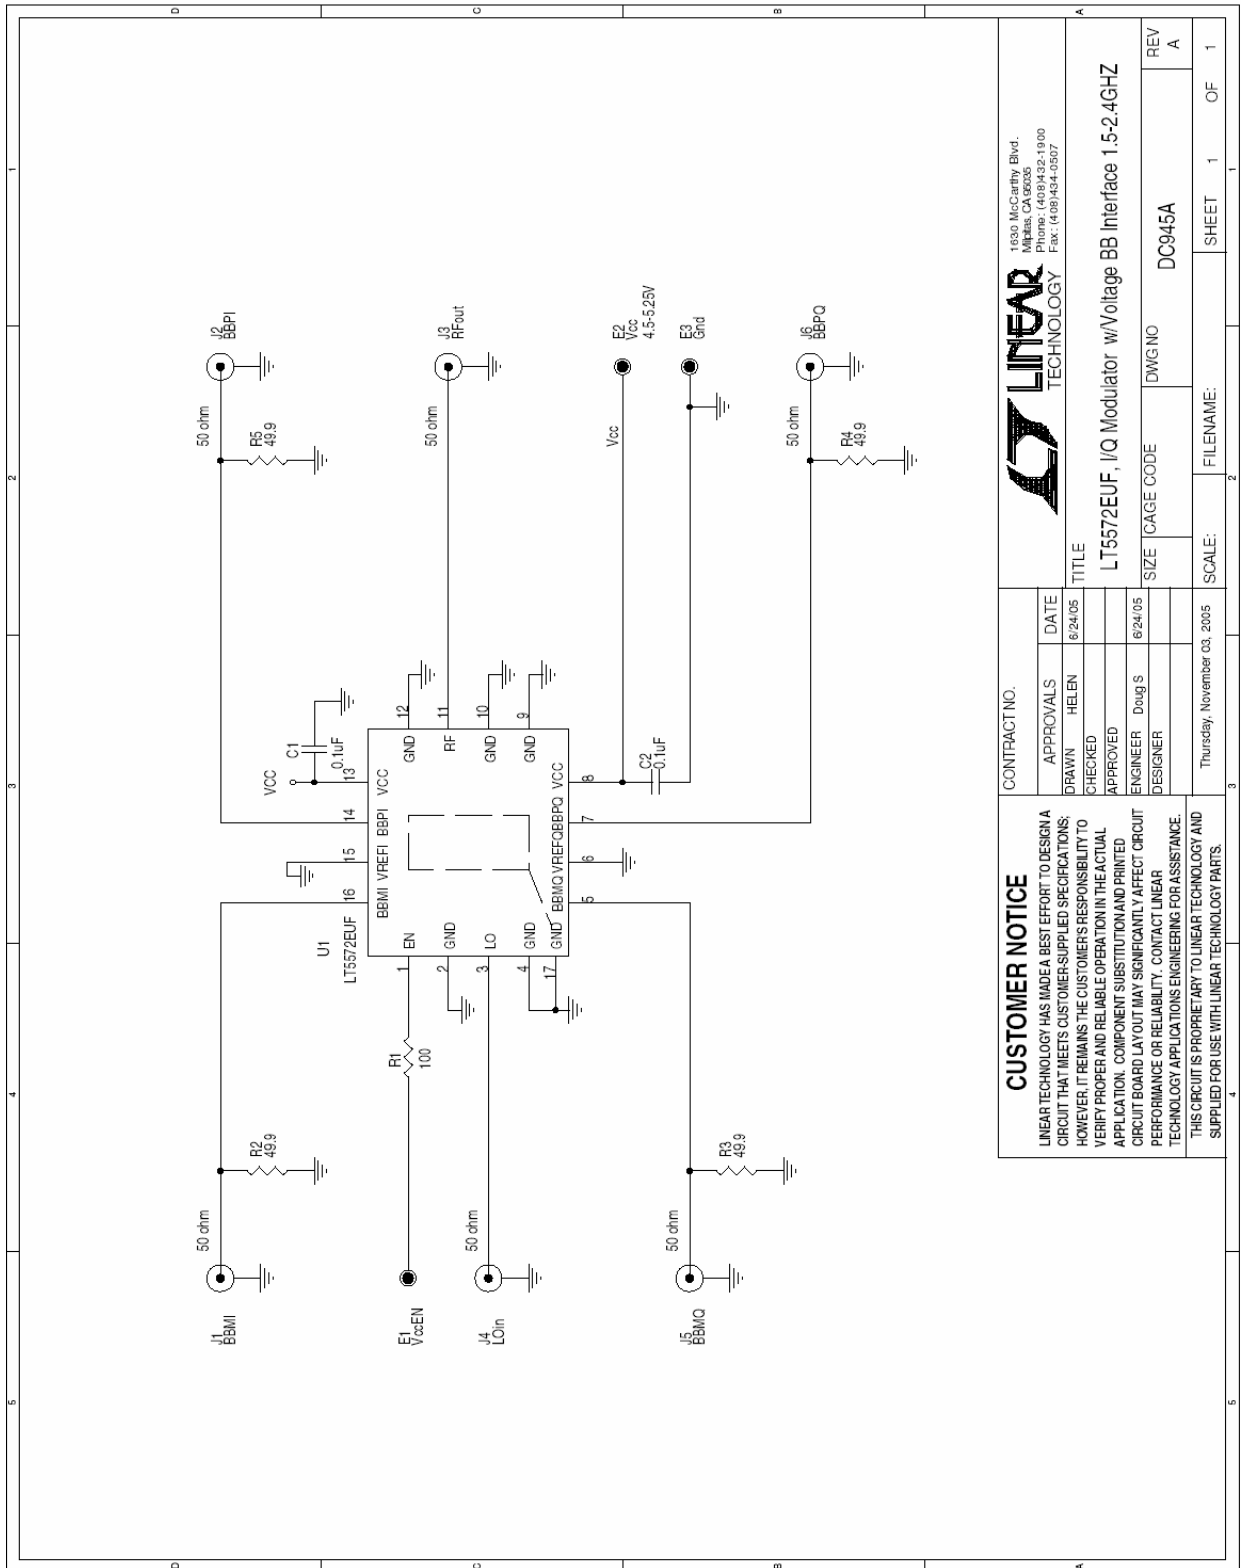 5
4
3
2
1
D
D
C
C
B
B
A
A
J1
BBMI
50 ohm
R2
49.9
J2
BBPI
50 ohm
R5
49.9
VCC
C1
0.1uF
U1
LT5572EUF
16
15
14
13
BBMI
VREFI
BBPI
VCC
E1
VccEN
R1
100
1
EN
2
GND
J4
LOin
50 ohm
3
LO
4
GND
17
GND
12
GND
11
RF
10
GND
9
GND
J3
RFout
50 ohm
BBMQ
VREFQ
BBPQ
VCC
5
6
7
8
C2
0.1uF
Vcc
E2
Vcc
4.5-5.25V
E3
Gnd
J5
BBMQ
50 ohm
R3
49.9
J6
BBPQ
50 ohm
R4
49.9
CUSTOMER NOTICE
LINEAR TECHNOLOGY HAS MADE A BEST EFFORT TO DESIGN A
CIRCUIT THAT MEETS CUSTOMER-SUPPLIED SPECIFICATIONS;
HOWEVER, IT REMAINS THE CUSTOMER'S RESPONSIBILITY TO
VERIFY PROPER AND RELIABLE OPERATION IN THE ACTUAL
APPLICATION. COMPONENT SUBSTITUTION AND PRINTED
CIRCUIT BOARD LAYOUT MAY SIGNIFICANTLY AFFECT CIRCUIT
PERFORMANCE OR RELIABILITY. CONTACT LINEAR
TECHNOLOGY APPLICATIONS ENGINEERING FOR ASSISTANCE.
THIS CIRCUIT IS PROPRIETARY TO LINEAR TECHNOLOGY AND
SUPPLIED FOR USE WITH LINEAR TECHNOLOGY PARTS.
CONTRACT NO.
APPROVALS DATE
DRAWN HELEN 6/24/05
CHECKED
APPROVED
ENGINEER Doug S 6/24/05
DESIGNER
Thursday, November 03, 2005
LINEAR
TECHNOLOGY
1630 McCarthy Blvd.
Milpitas, CA 95035
Phone: (408)432-1900
Fax: (408)434-0507
TITLE
LT5572EUF, I/Q Modulator w/Voltage BB Interface 1.5-2.4GHZ
SIZE
CAGE CODE
DWG NO
DC945A
REV
A
SCALE:
FILENAME:
SHEET 1 OF 1
5
4
3
2
1